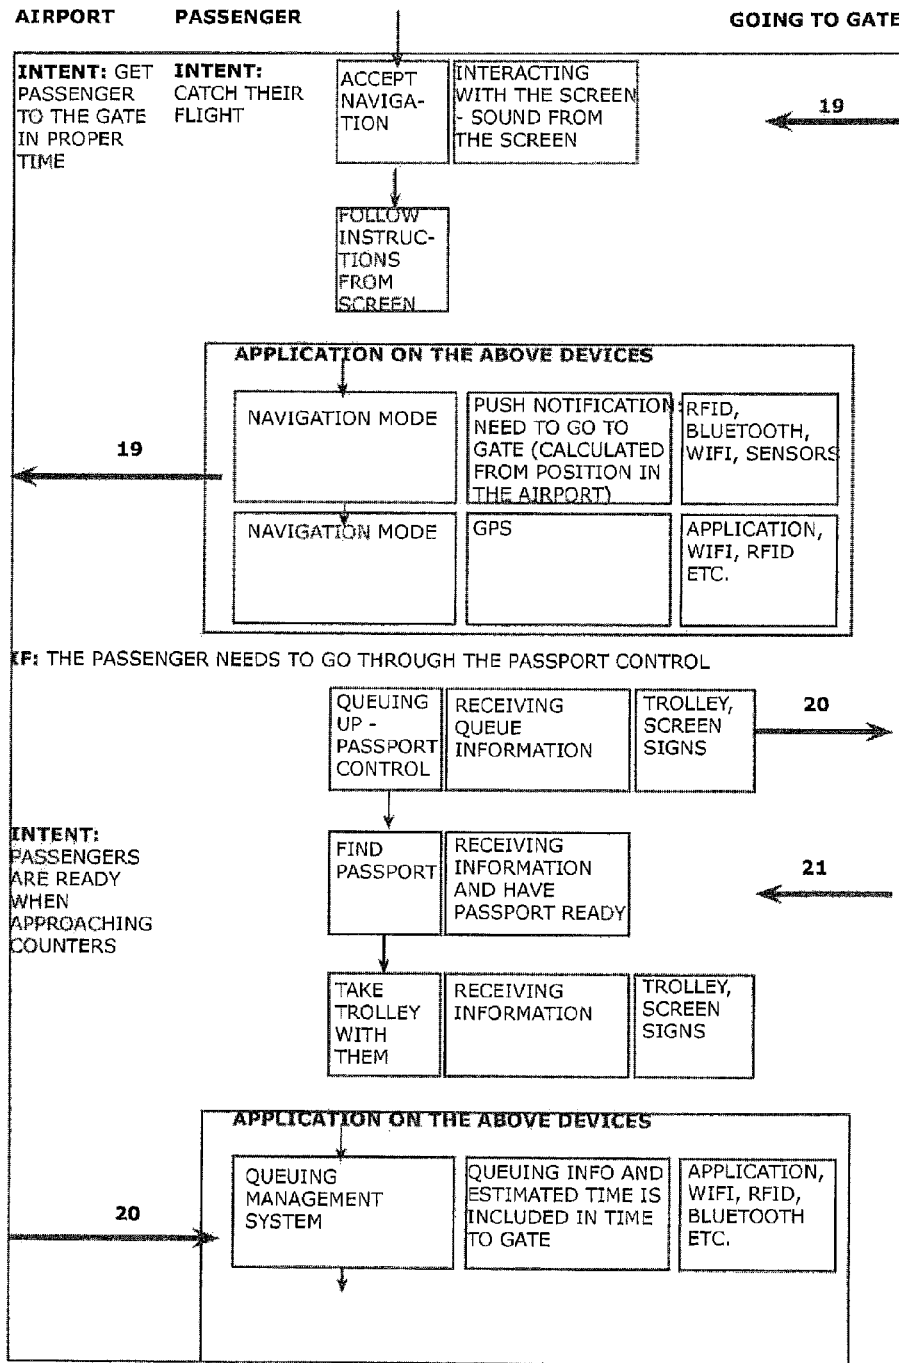 AIRPORT PASSENGER GOING TO GATE
INTENT: GET
PASSENGER
TO THE GATE
IN PROPER
TIME
INTENT:
CATCH THEIR
FLIGHT
ACCEPT
NAVIGA-
TION
INTERACTING
WITH THE SCREEN
- SOUND FROM
THE SCREEN
19
FOLLOW
INSTRUC-
TIONS
FROM
SCREEN
APPLICATION ON THE ABOVE DEVICES
19
NAVIGATION MODE
PUSH NOTIFICATION:
NEED TO GO TO
GATE (CALCULATED
FROM POSITION IN
THE AIRPORT)
RFID,
BLUETOOTH,
WIFI, SENSORS
NAVIGATION MODE
GPS
APPLICATION,
WIFI, RFID
ETC.
IF: THE PASSENGER NEEDS TO GO THROUGH THE PASSPORT CONTROL
QUEUING
UP -
PASSPORT
CONTROL
RECEIVING
QUEUE
INFORMATION
TROLLEY,
SCREEN
SIGNS
20
INTENT:
PASSENGERS
ARE READY
WHEN
APPROACHING
COUNTERS
FIND
PASSPORT
RECEIVING
INFORMATION
AND HAVE
PASSPORT READY
21
TAKE
TROLLEY
WITH
THEM
RECEIVING
INFORMATION
TROLLEY,
SCREEN
SIGNS
APPLICATION ON THE ABOVE DEVICES
20
QUEUING
MANAGEMENT
SYSTEM
QUEUING INFO AND
ESTIMATED TIME IS
INCLUDED IN TIME
TO GATE
APPLICATION,
WIFI, RFID,
BLUETOOTH
ETC.